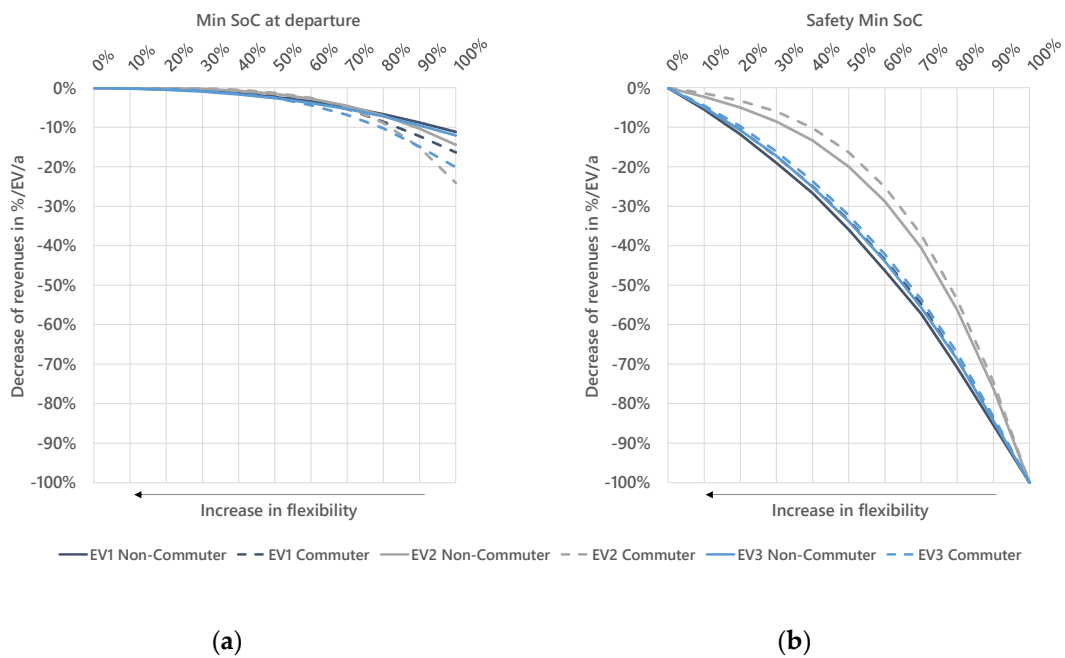 Min SoC at departure
0% 10% 20% 30% 40% 50% 60% 70% 80% 90% 100%
Decrease of revenues in %/EV/a
0%
-10%
-20%
-30%
-40%
-50%
-60%
-70%
-80%
-90%
-100%
Increase in flexibility
Safety Min SoC
0% 10% 20% 30% 40% 50% 60% 70% 80% 90% 100%
Decrease of revenues in %/EV/a
0%
-10%
-20%
-30%
-40%
-50%
-60%
-70%
-80%
-90%
-100%
Increase in flexibility
EV1 Non-Commuter EV1 Commuter EV2 Non-Commuter EV2 Commuter EV3 Non-Commuter EV3 Commuter
(a) (b)